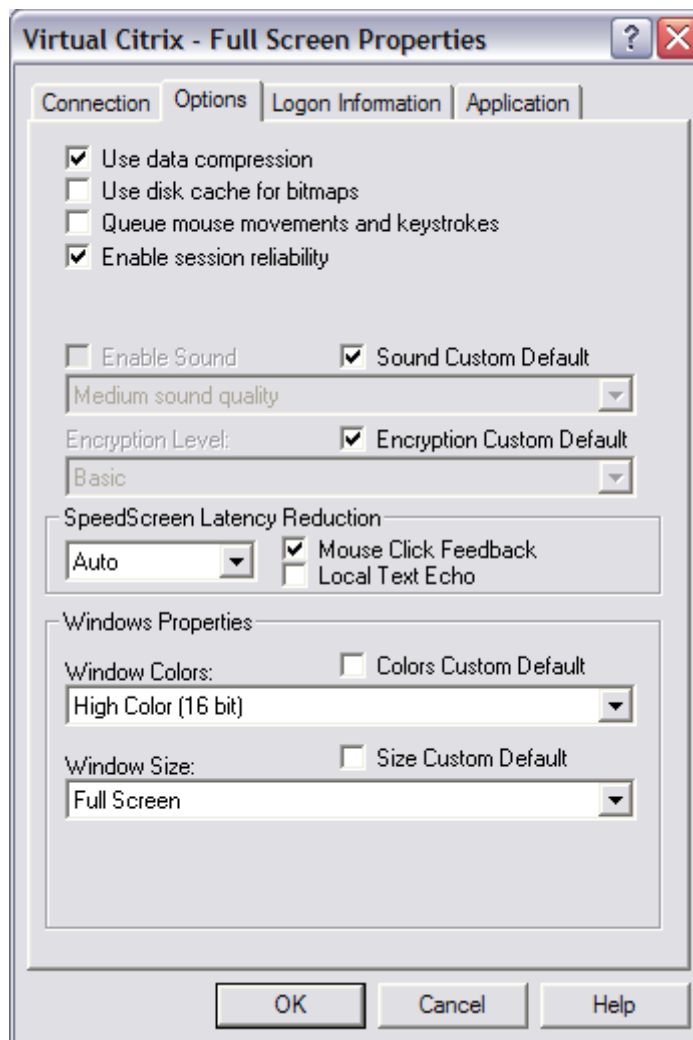 Virtual Citrix - Full Screen Properties ?
Connection Options Logon Information Application
Use data compression
Use disk cache for bitmaps
Queue mouse movements and keystrokes
Enable session reliability
Enable Sound Sound Custom Default
Medium sound quality
Encryption Level: Encryption Custom Default
Basic
SpeedScreen Latency Reduction
Auto Mouse Click Feedback
Local Text Echo
Windows Properties
Window Colors: Colors Custom Default
High Color (16 bit)
Window Size: Size Custom Default
Full Screen
OK Cancel Help